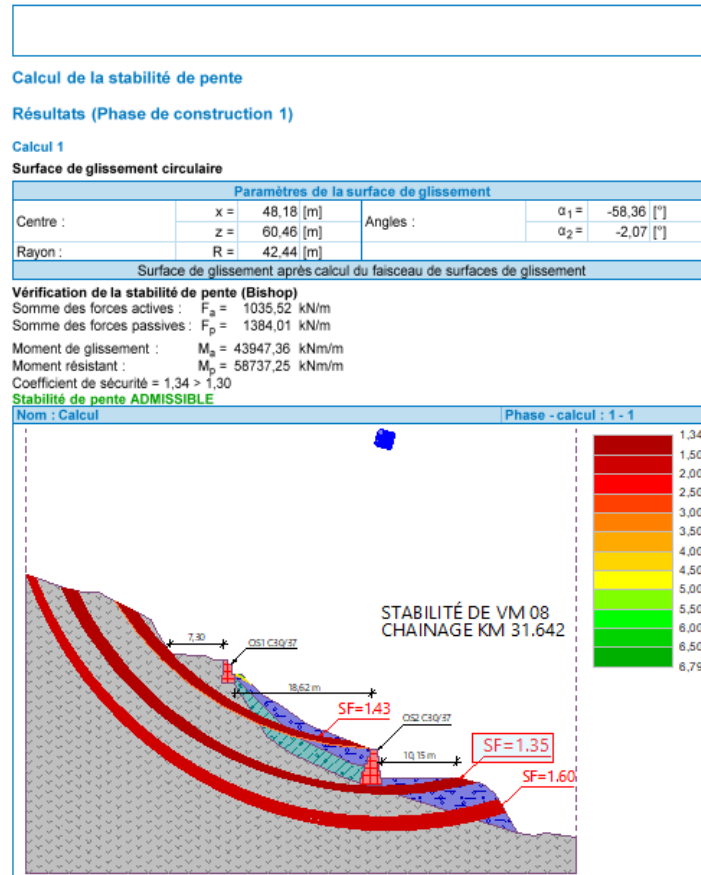 Calcul de la stabilité de pente
Résultats (Phase de construction 1)
Calcul 1
Surface de glissement circulaire
Paramètres de la surface de glissement
Centre : x = 48,18 [m] Angles : α1 = -58,36 [°]
z = 60,46 [m] α2 = -2,07 [°]
Rayon : R = 42,44 [m]
Surface de glissement après calcul du faisceau de surfaces de glissement
Vérification de la stabilité de pente (Bishop)
Somme des forces actives : Fa = 1035,52 kN/m
Somme des forces passives : Fp = 1384,01 kN/m
Moment de glissement : Ma = 43947,36 kNm/m
Moment résistant : Mp = 58737,25 kNm/m
Coefficient de sécurité = 1,34 > 1,30
Stabilité de pente ADMISSIBLE
Nom : Calcul Phase - calcul : 1 - 1
1,34
1,50
2,00
2,50
3,00
3,50
4,00
4,50
5,00
5,50
6,00
6,50
6,79
STABILITÉ DE VM 08
CHAINAGE KM 31.642
7,30
OS1 C30/37
18,62 m
SF=1.43
OS2 C30/37
10,15 m
SF=1.35
SF=1.60